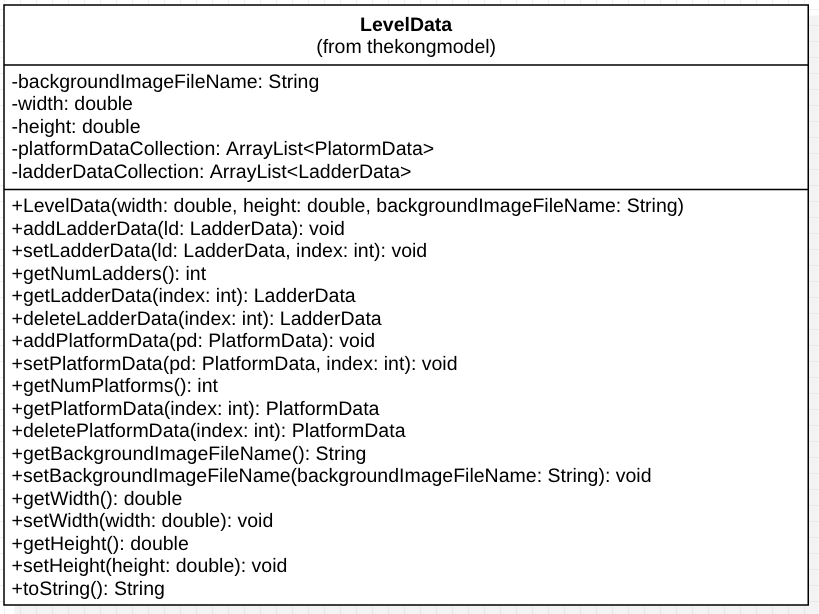 LevelData
(from thekongmodel)
-backgroundImageFileName: String
-width: double
-height: double
-platformDataCollection: ArrayList<PlatormData>
-ladderDataCollection: ArrayList<LadderData>
+LevelData(width: double, height: double, backgroundImageFileName: String)
+addLadderData(ld: LadderData): void
+setLadderData(ld: LadderData, index: int): void
+getNumLadders(): int
+getLadderData(index: int): LadderData
+deleteLadderData(index: int): LadderData
+addPlatformData(pd: PlatformData): void
+setPlatformData(pd: PlatformData, index: int): void
+getNumPlatforms(): int
+getPlatformData(index: int): PlatformData
+deletePlatformData(index: int): PlatformData
+getBackgroundImageFileName(): String
+setBackgroundImageFileName(backgroundImageFileName: String): void
+getWidth(): double
+setWidth(width: double): void
+getHeight(): double
+setHeight(height: double): void
+toString(): String